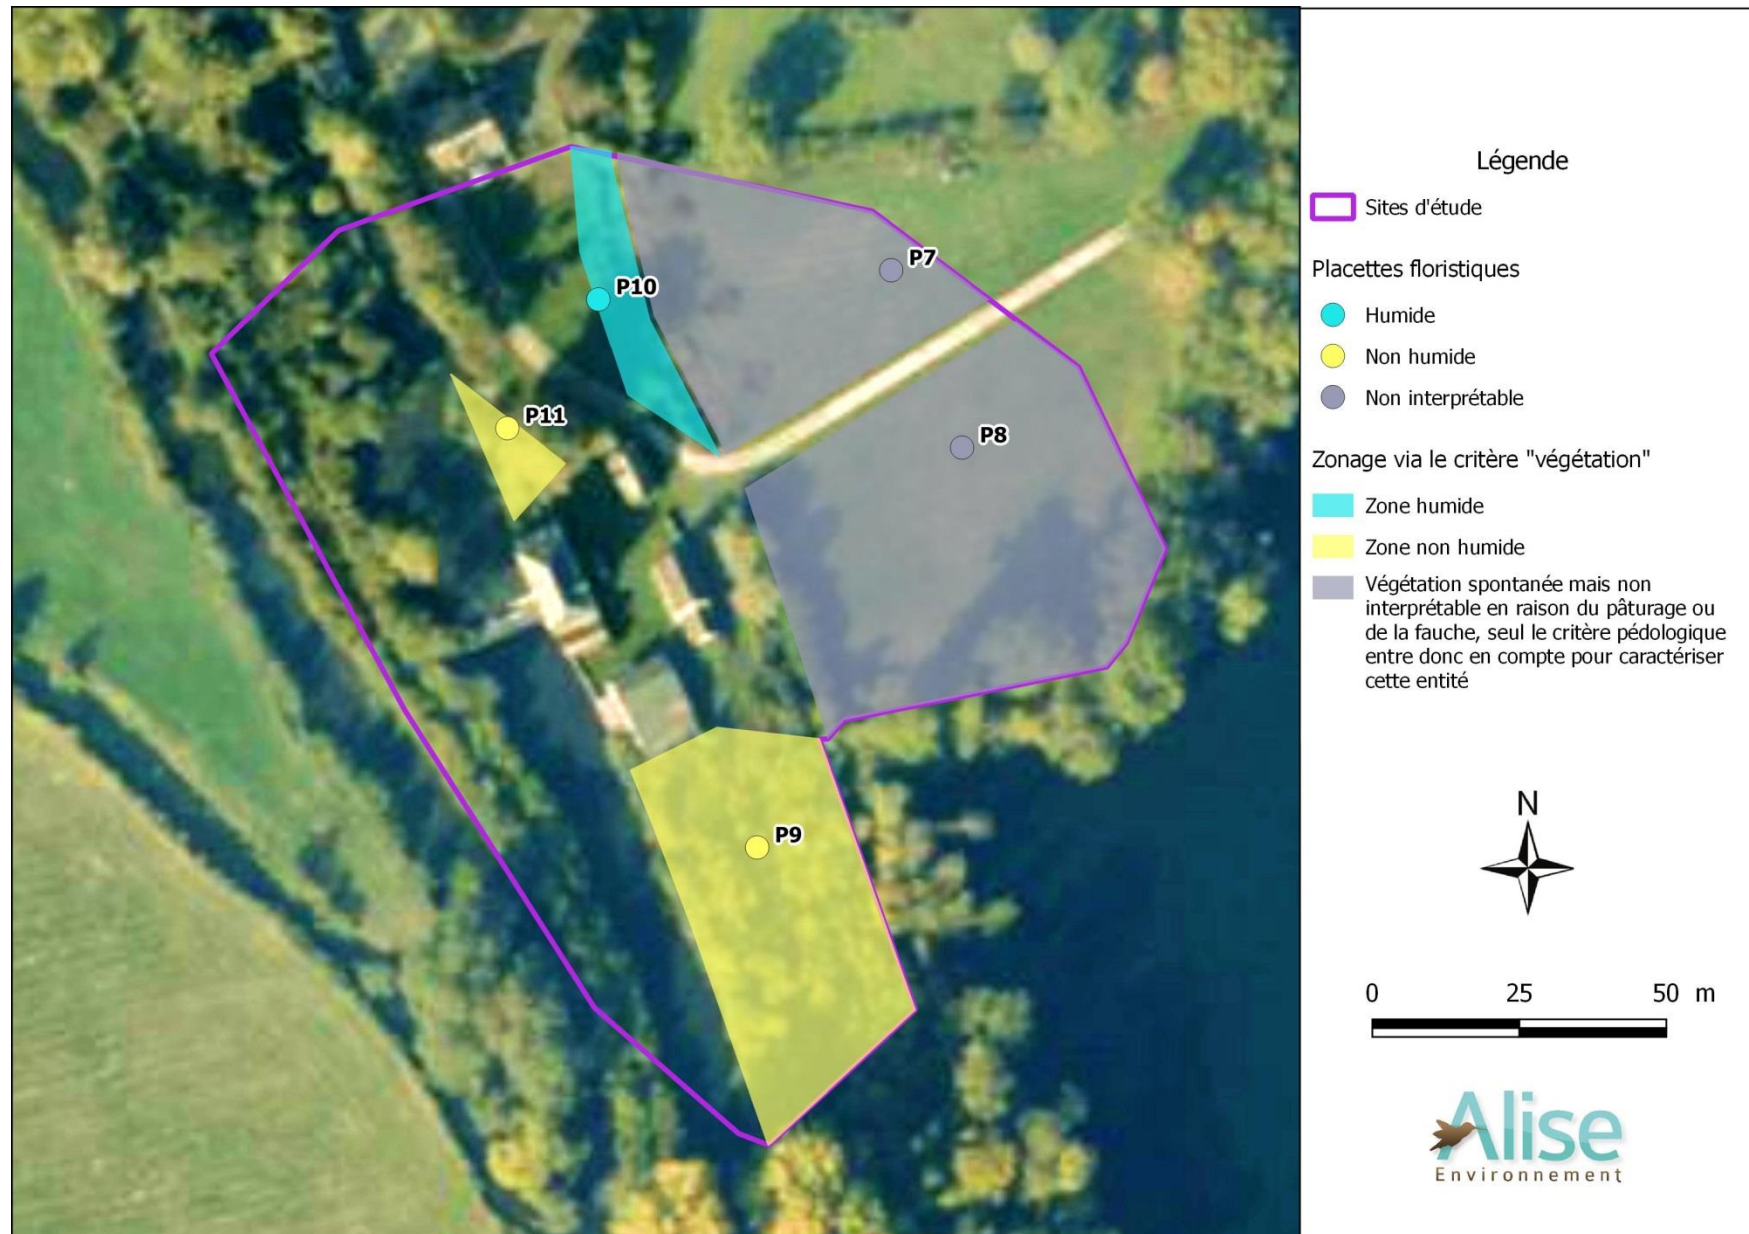 P7
P10
P11
P8
P9
Légende
Sites d'étude
Placettes floristiques
Humide
Non humide
Non interprétable
Zonage via le critère "végétation"
Zone humide
Zone non humide
Végétation spontanée mais non
interprétable en raison du pâturage ou
de la fauche, seul le critère pédologique
entre donc en compte pour caractériser
cette entité
N
0 25 50 m
Alise
Environnement